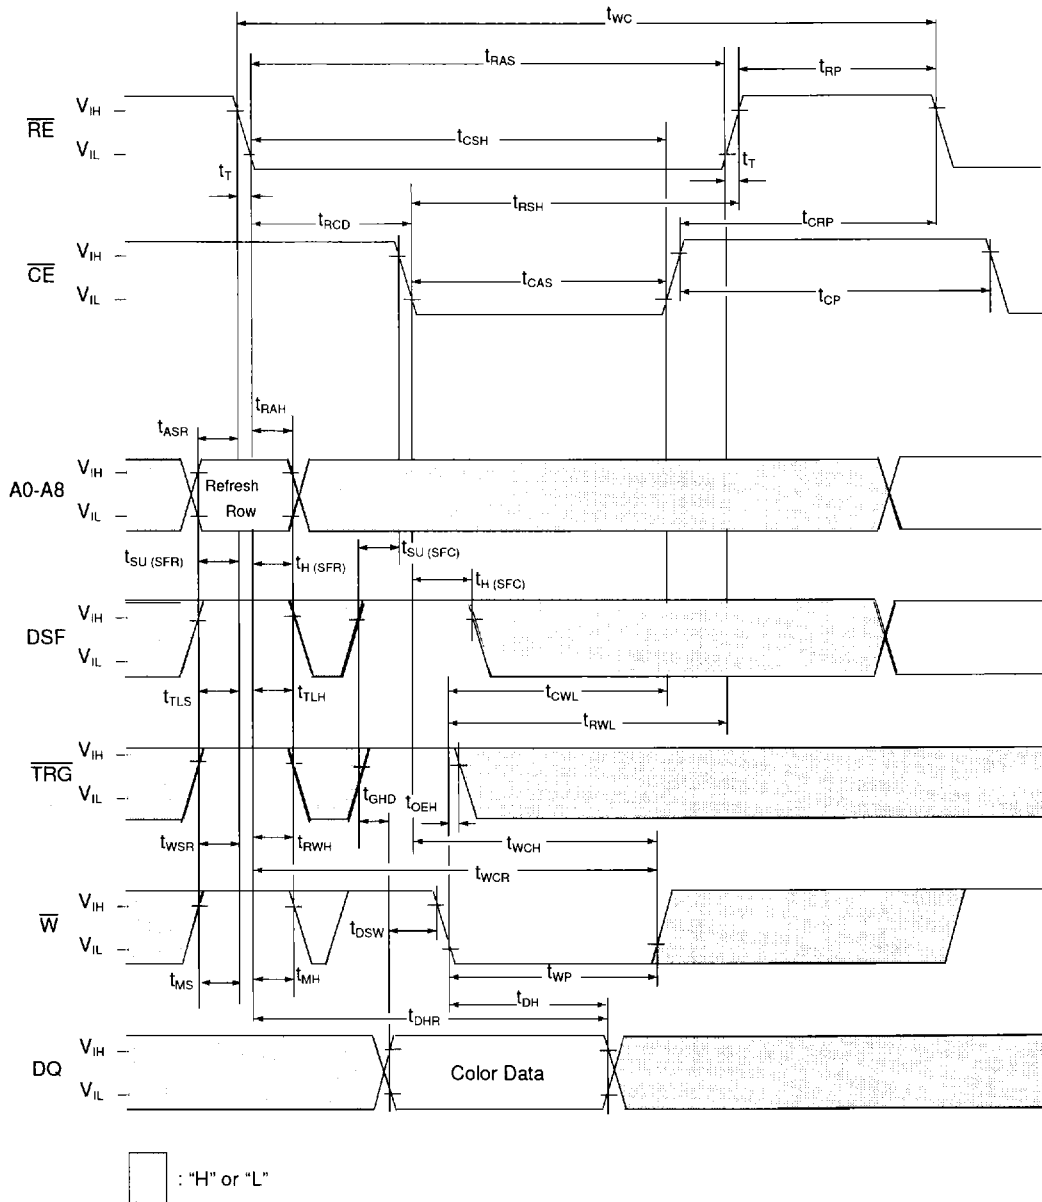 tWC
tRAS
tRP
RE
VIH
VIL
tCSH
tT
tT
tRSH
tRCD
tCRP
CE
VIH
VIL
tCAS
tCP
tRAH
tASR
A0-A8
VIH
VIL
Refresh
Row
tSU (SFR)
tH (SFR)
tSU (SFC)
tH (SFC)
DSF
VIH
VIL
tTLS
tTLH
tCWL
tRWL
TRG
VIH
VIL
tGHD
tOEH
tWSR
tRWH
tWCH
tWCR
W
VIH
VIL
tDSW
tMS
tMH
tWP
tDH
tDHR
DQ
VIH
VIL
Color Data
: “H” or “L”